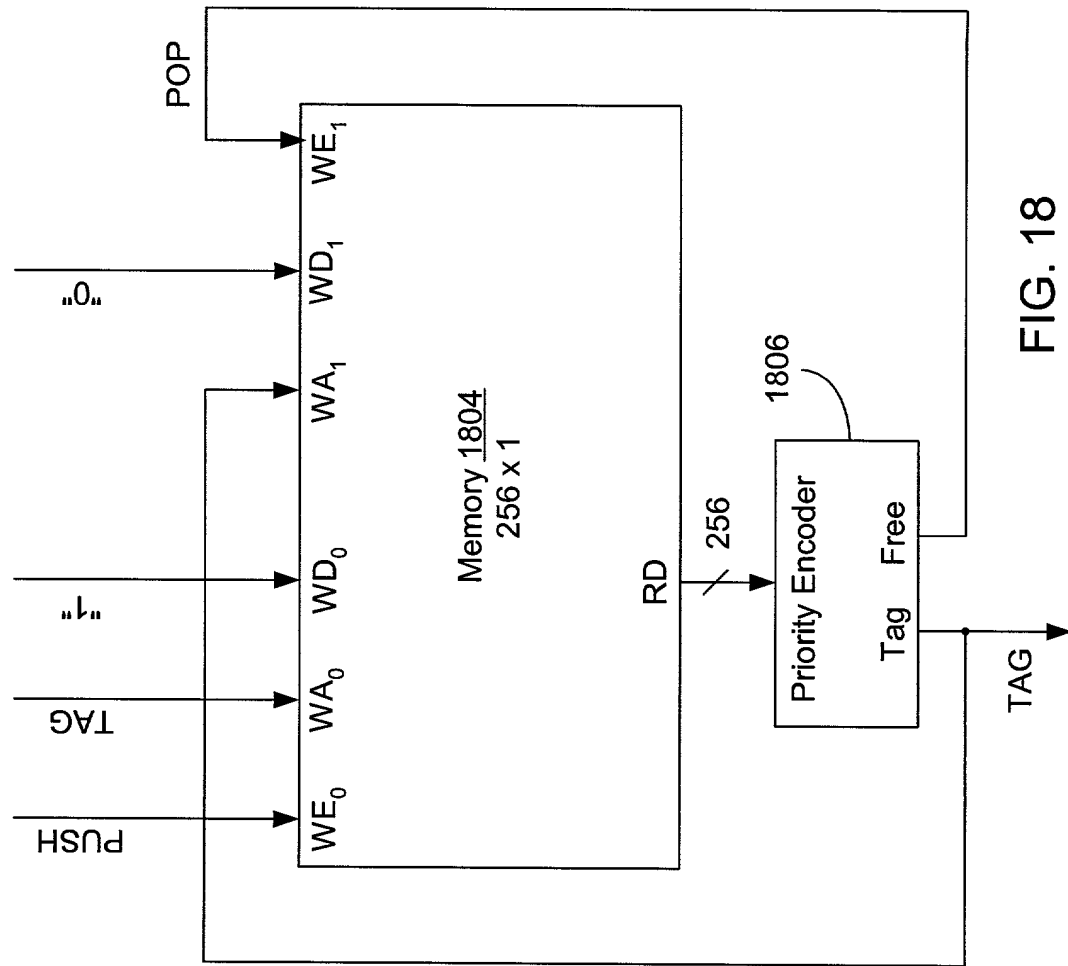 PUSH
TAG
"1"
"0"
POP
WE0
WA0
WD0
WA1
WD1
WE1
Memory 1804
256 x 1
RD
256
Priority Encoder
Tag Free
1806
TAG
FIG. 18